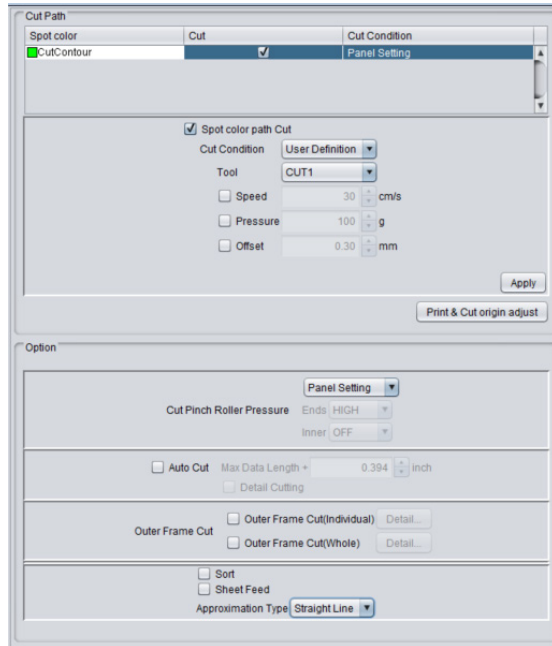 Cut Path
Spot color Cut Cut Condition
CutContour Panel Setting
Spot color path Cut
Cut Condition User Definition
Tool CUT1
Speed 30 cm/s
Pressure 100 g
Offset 0.30 mm
Apply
Print & Cut origin adjust
Option
Panel Setting
Cut Pinch Roller Pressure Ends HIGH
Inner OFF
Auto Cut Max Data Length + 0.394 inch
Detail Cutting
Outer Frame Cut Outer Frame Cut(Individual) Detail...
Outer Frame Cut(Whole) Detail...
Sort
Sheet Feed
Approximation Type Straight Line